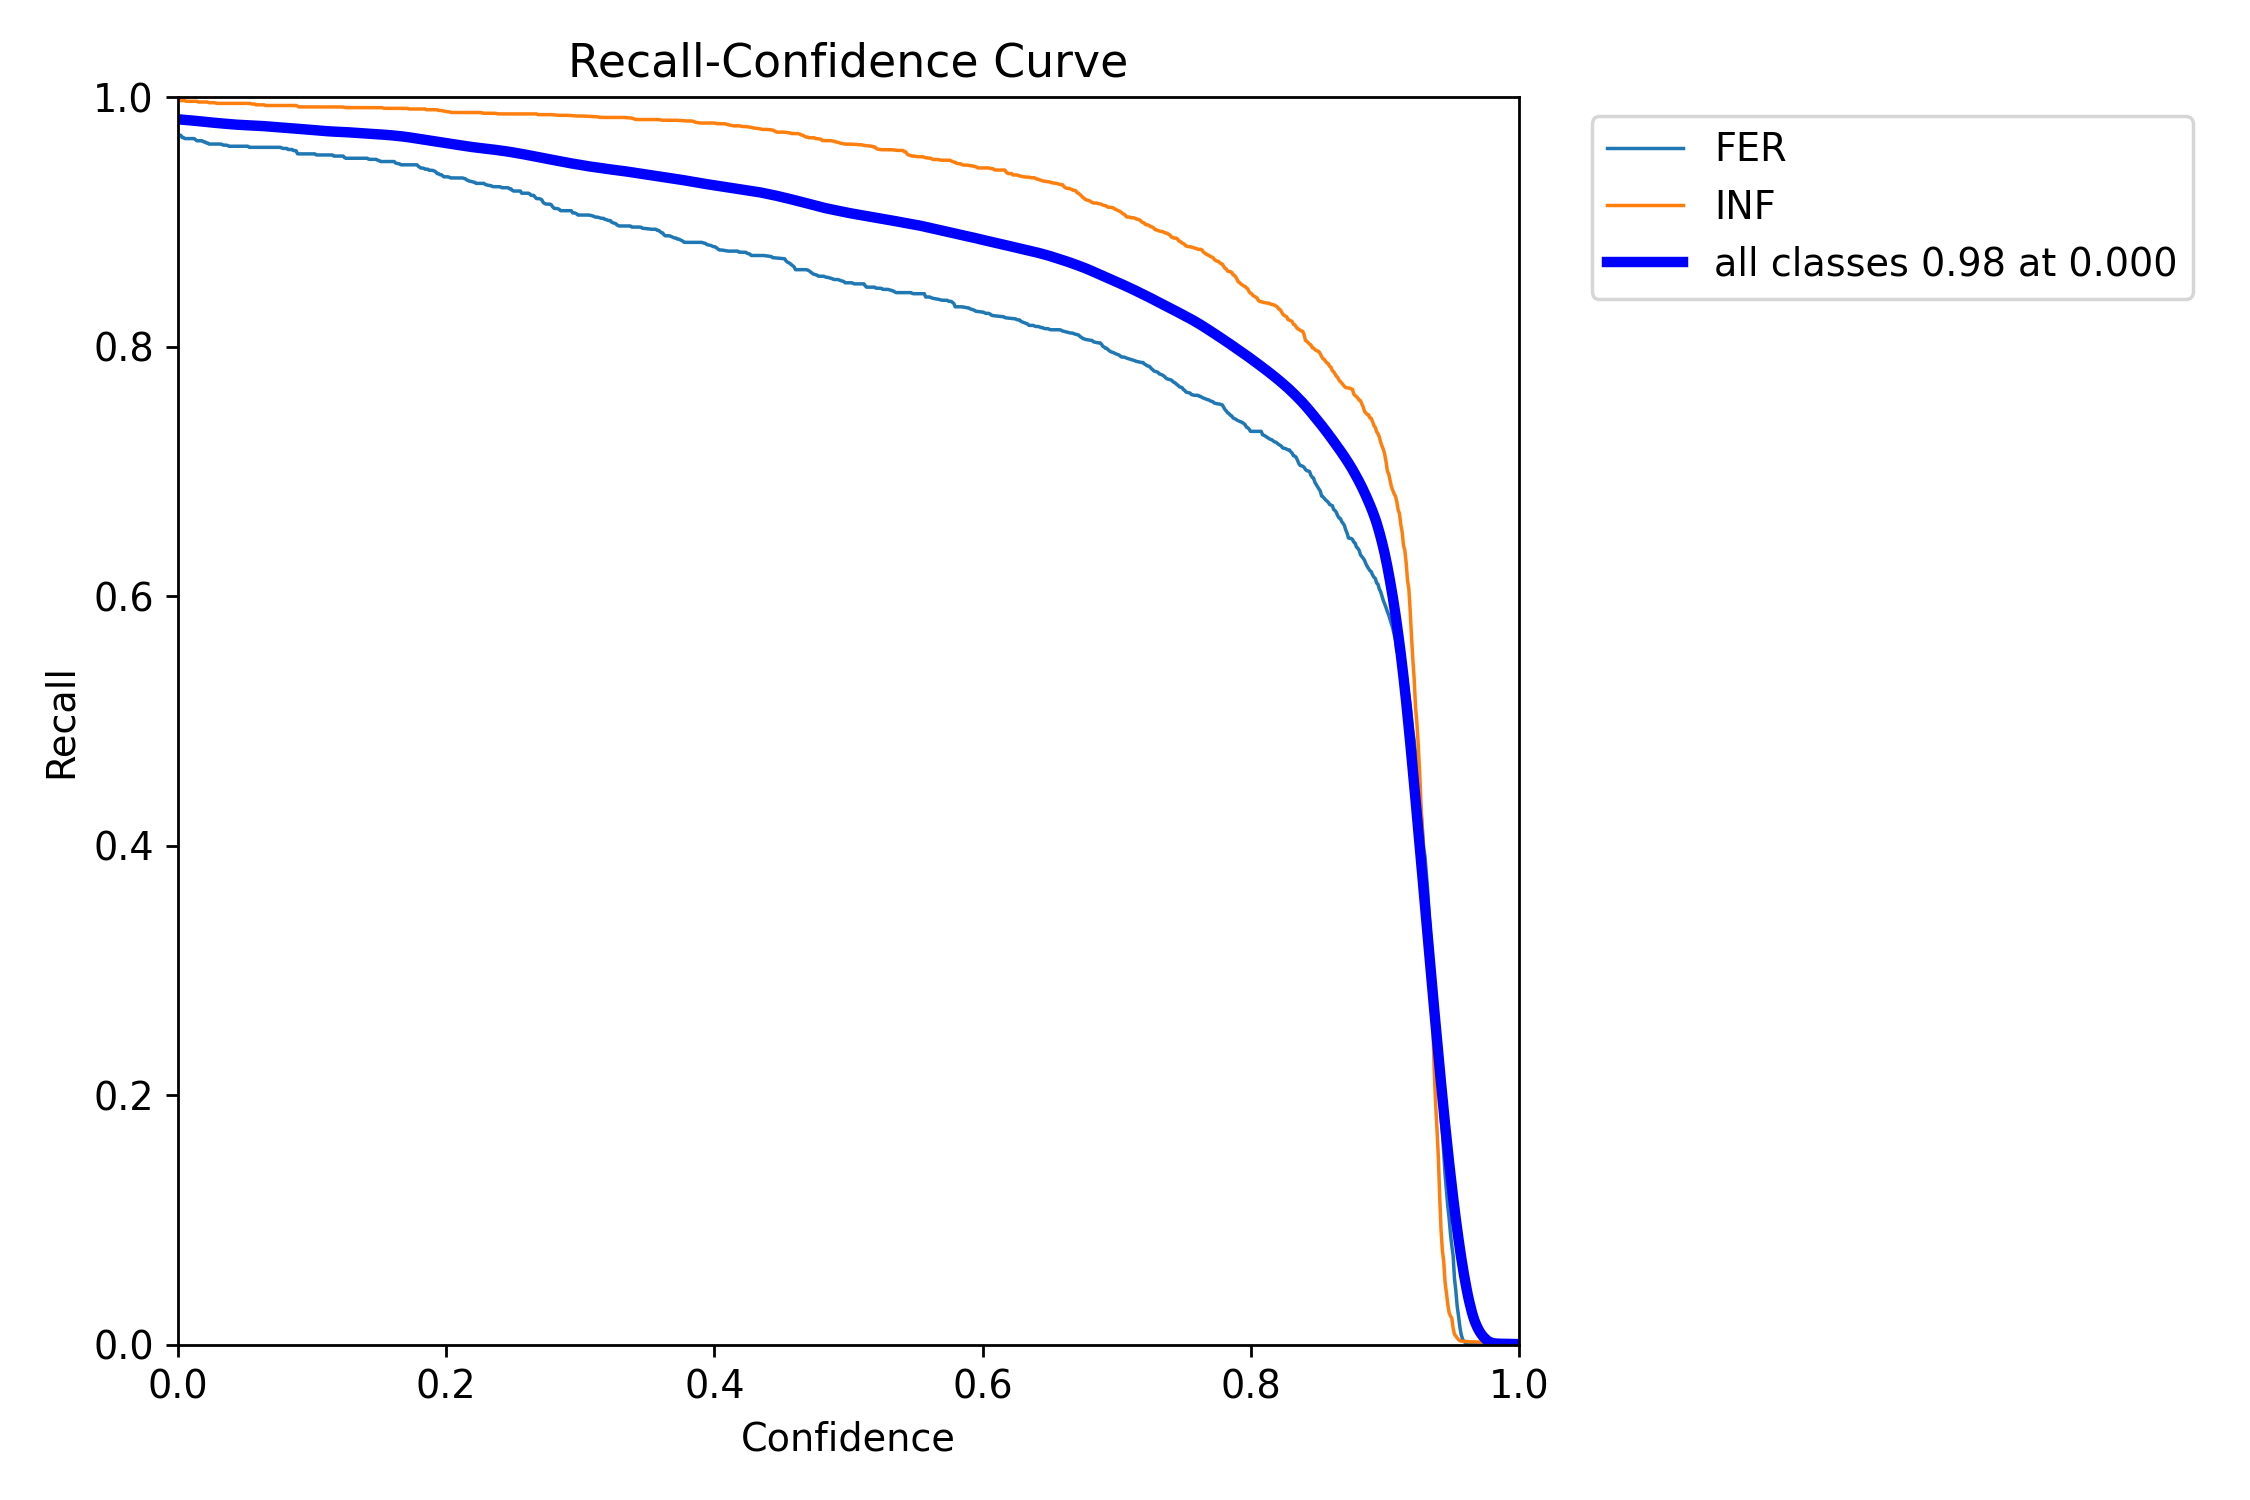 Recall-Confidence Curve
1.0
0.8
0.6
0.4
0.2
0.0
Recall
0.0 0.2 0.4 0.6 0.8 1.0
Confidence
FER
INF
all classes 0.98 at 0.000